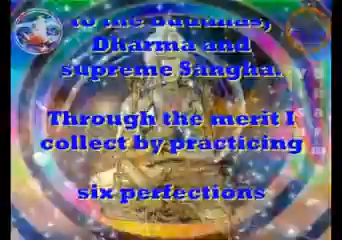 to the Buddhas,
Dharma and
supreme Sangha.
Through the merit I
collect by practicing
six perfections